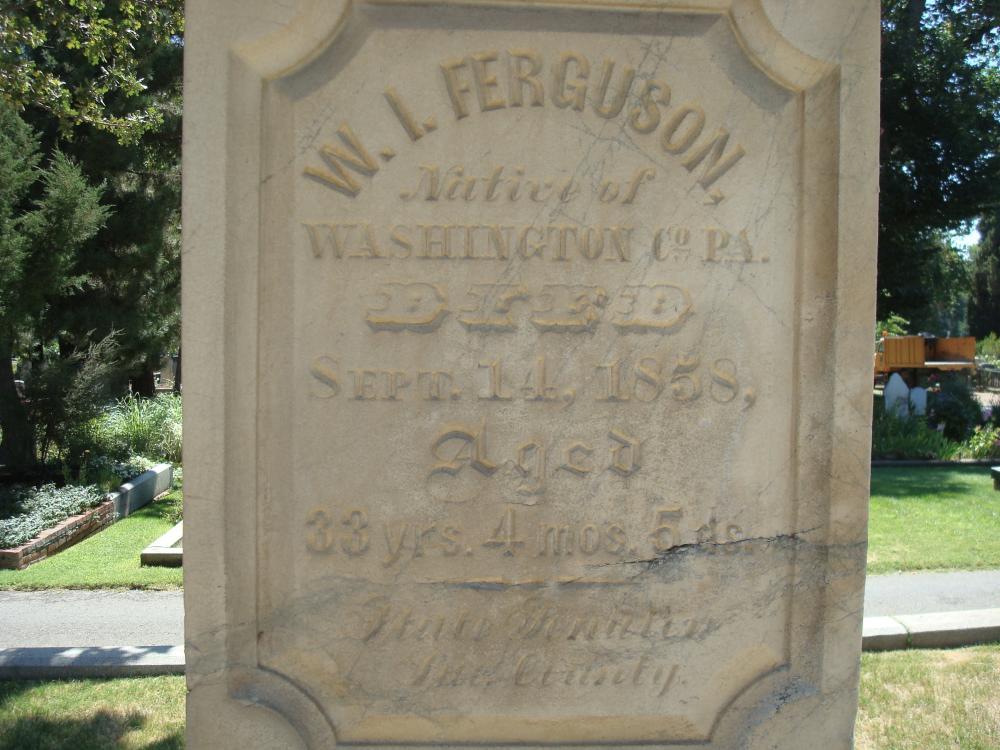 W. I. FERGUSON,
Native of
WASHINGTON Co. PA.
DIED
SEPT. 14, 1858,
Aged
33 yrs. 4 mos. 5 ds.
State Senator
Sac. County.